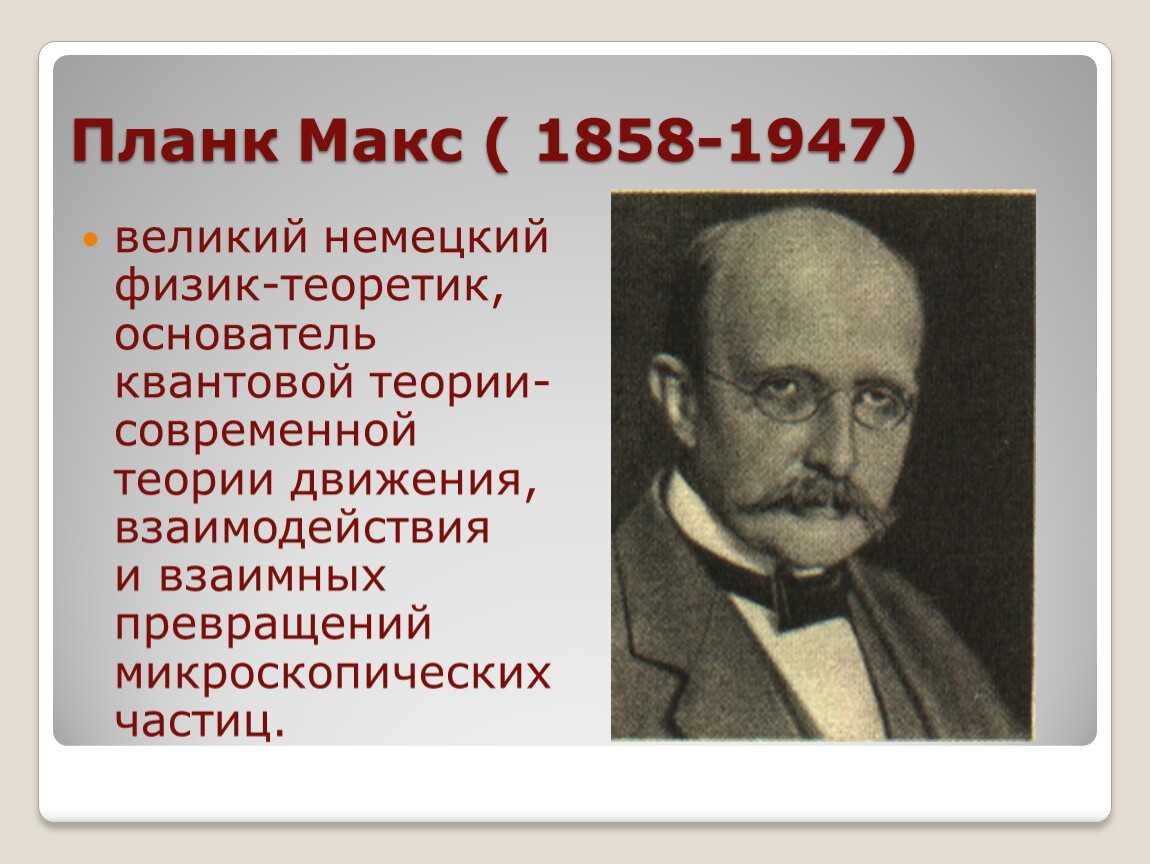 Планк Макс ( 1858-1947)
великий немецкий
физик-теоретик,
основатель
квантовой теории-
современной
теории движения,
взаимодействия
и взаимных
превращений
микроскопических
частиц.